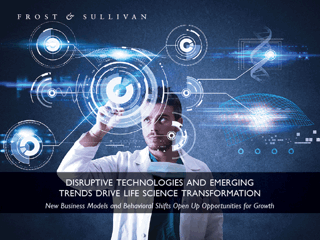 FROST & SULLIVAN
DISRUPTIVE TECHNOLOGIES AND EMERGING
TRENDS DRIVE LIFE SCIENCE TRANSFORMATION
New Business Models and Behavioral Shifts Open Up Opportunities for Growth